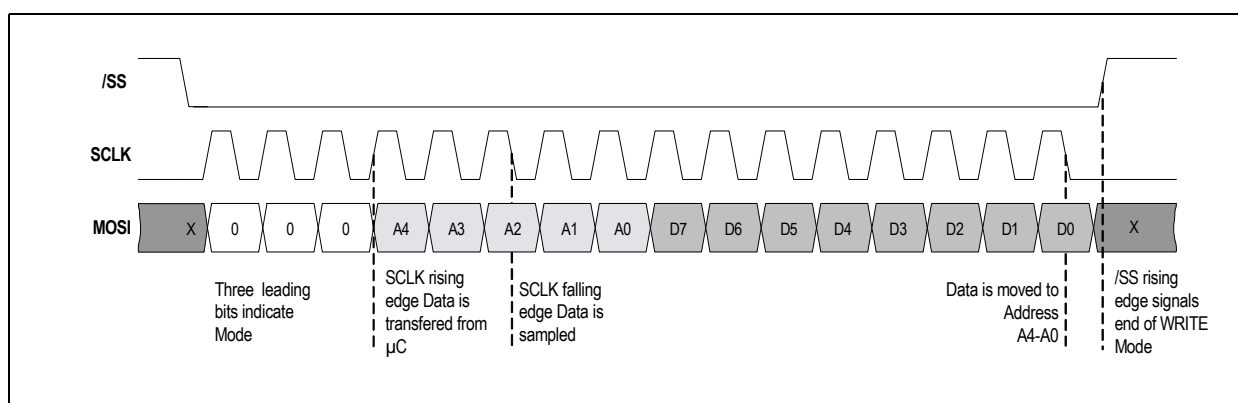 /SS
SCLK
MOSI X 0 0 0 A4 A3 A2 A1 A0 D7 D6 D5 D4 D3 D2 D1 D0 X
Three leading
bits indicate
Mode
SCLK rising
edge Data is
transfered from
µC
SCLK falling
edge Data is
sampled
Data is moved to
Address
A4-A0
/SS rising
edge signals
end of WRITE
Mode